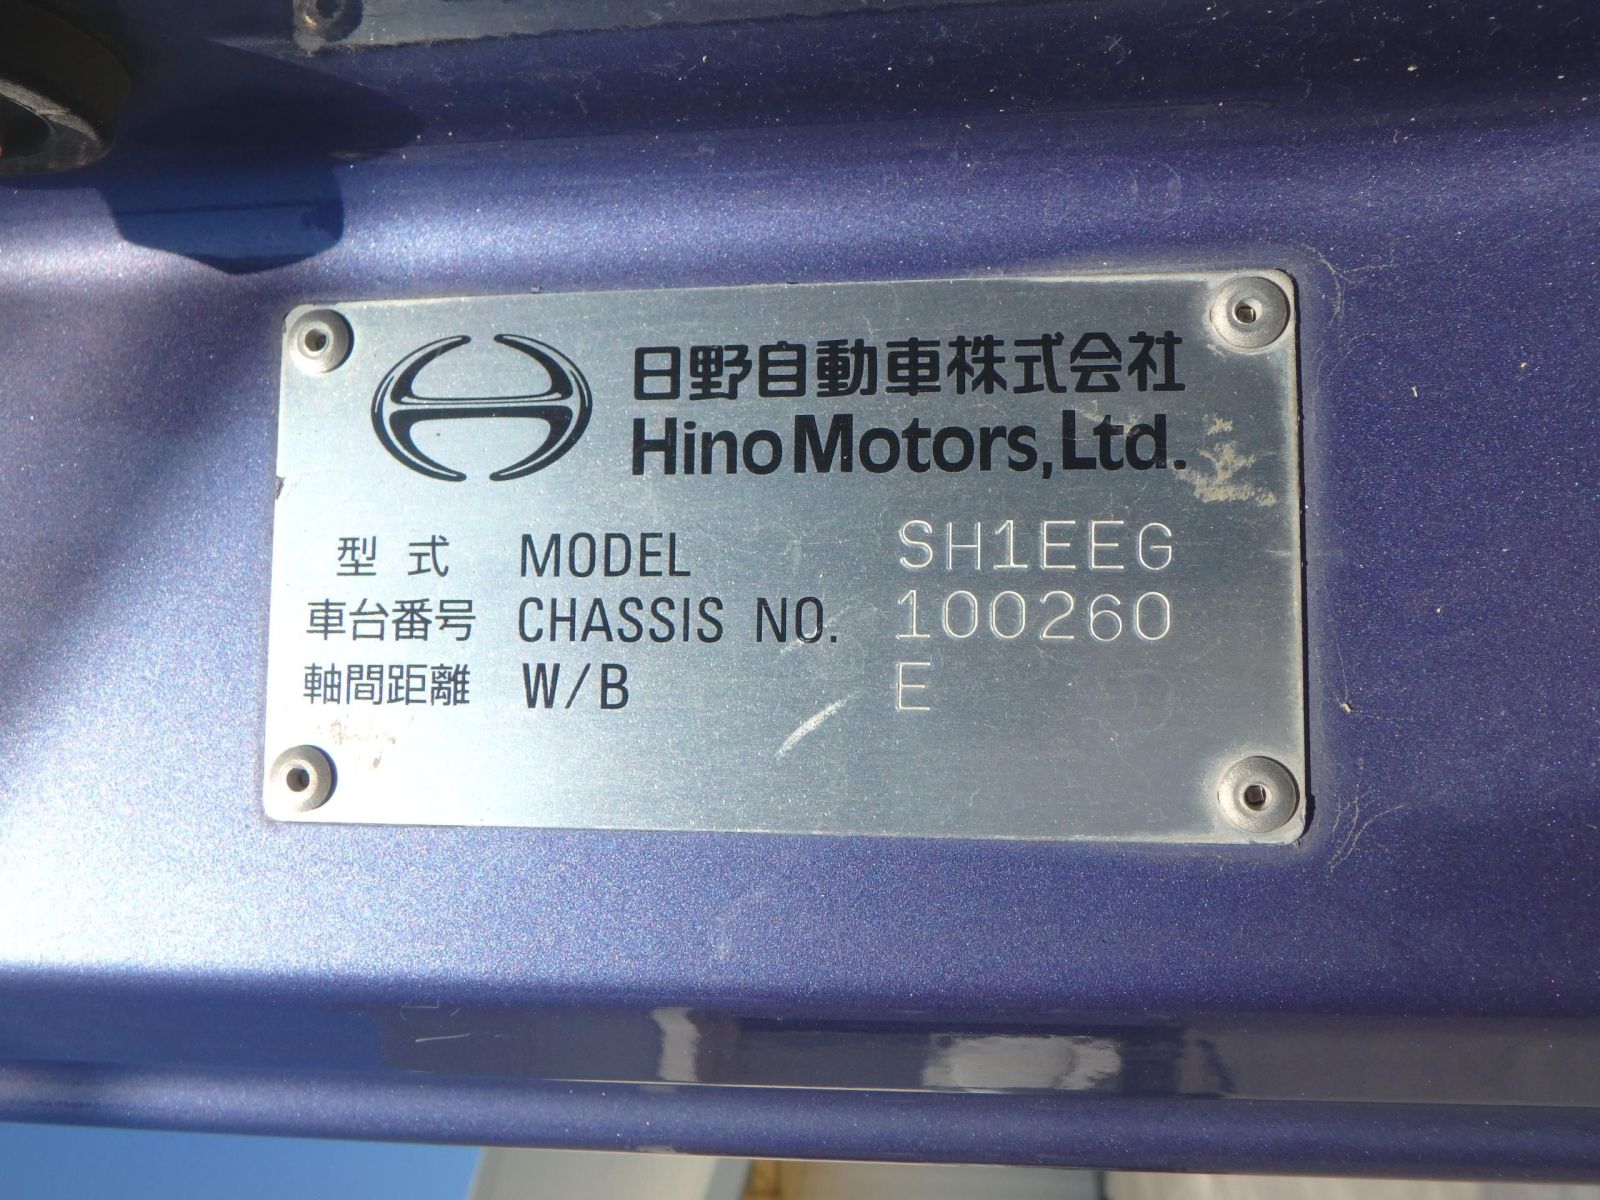 日野自動車株式会社
Hino Motors, Ltd.
型式 MODEL SH1EEG
車台番号 CHASSIS NO. 100260
軸間距離 W/B E